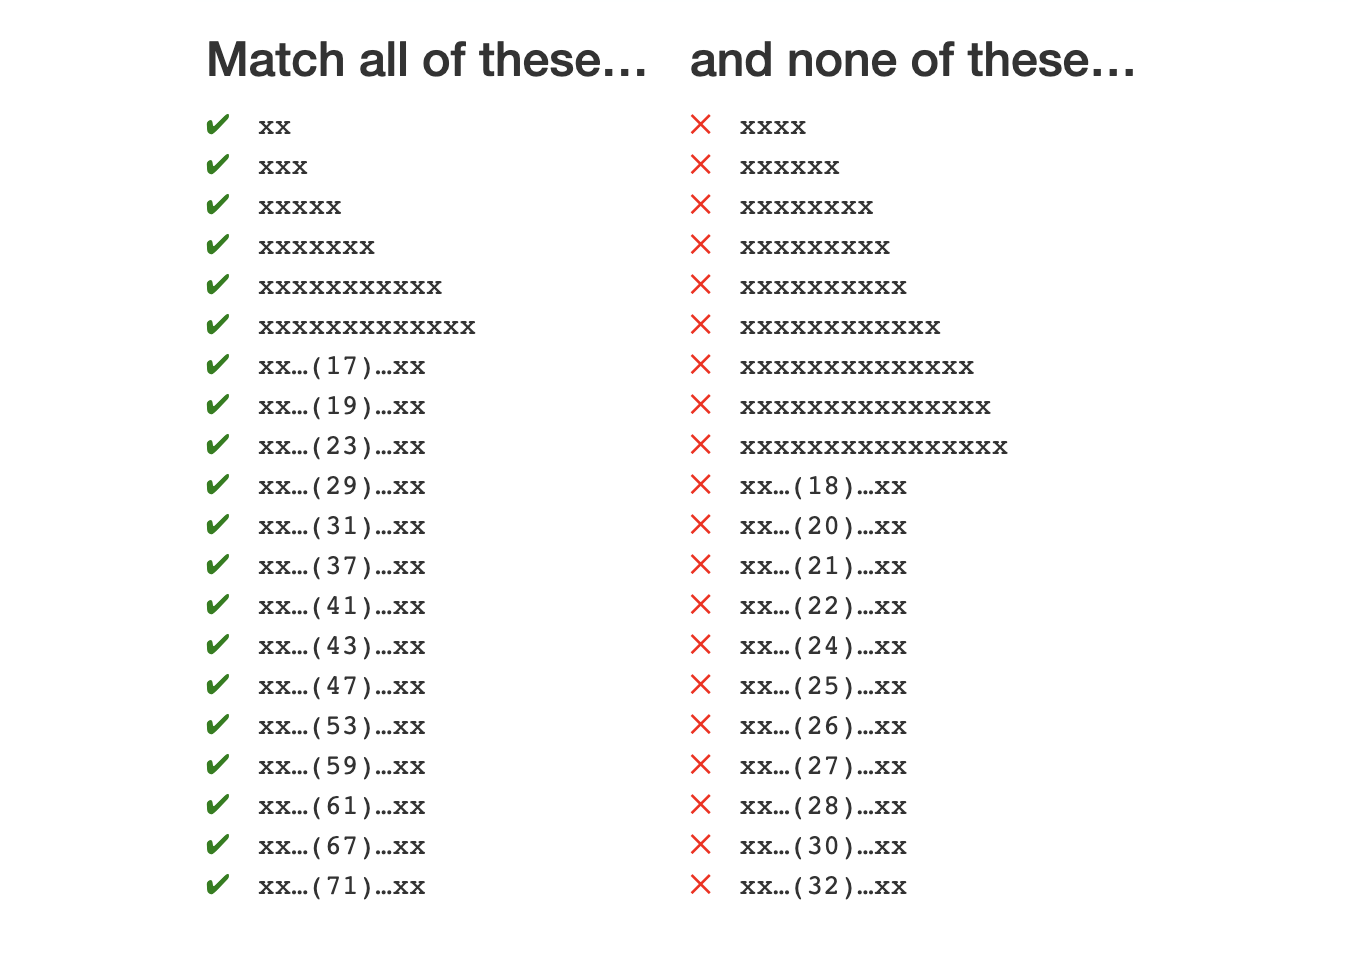 Match all of these…
✔ xx
✔ xxx
✔ xxxxx
✔ xxxxxxx
✔ xxxxxxxxxxx
✔ xxxxxxxxxxxxx
✔ xx…(17)…xx
✔ xx…(19)…xx
✔ xx…(23)…xx
✔ xx…(29)…xx
✔ xx…(31)…xx
✔ xx…(37)…xx
✔ xx…(41)…xx
✔ xx…(43)…xx
✔ xx…(47)…xx
✔ xx…(53)…xx
✔ xx…(59)…xx
✔ xx…(61)…xx
✔ xx…(67)…xx
✔ xx…(71)…xx
and none of these…
✕ xxxx
✕ xxxxxx
✕ xxxxxxxx
✕ xxxxxxxxx
✕ xxxxxxxxxx
✕ xxxxxxxxxxxx
✕ xxxxxxxxxxxxxx
✕ xxxxxxxxxxxxxxx
✕ xxxxxxxxxxxxxxxx
✕ xx…(18)…xx
✕ xx…(20)…xx
✕ xx…(21)…xx
✕ xx…(22)…xx
✕ xx…(24)…xx
✕ xx…(25)…xx
✕ xx…(26)…xx
✕ xx…(27)…xx
✕ xx…(28)…xx
✕ xx…(30)…xx
✕ xx…(32)…xx